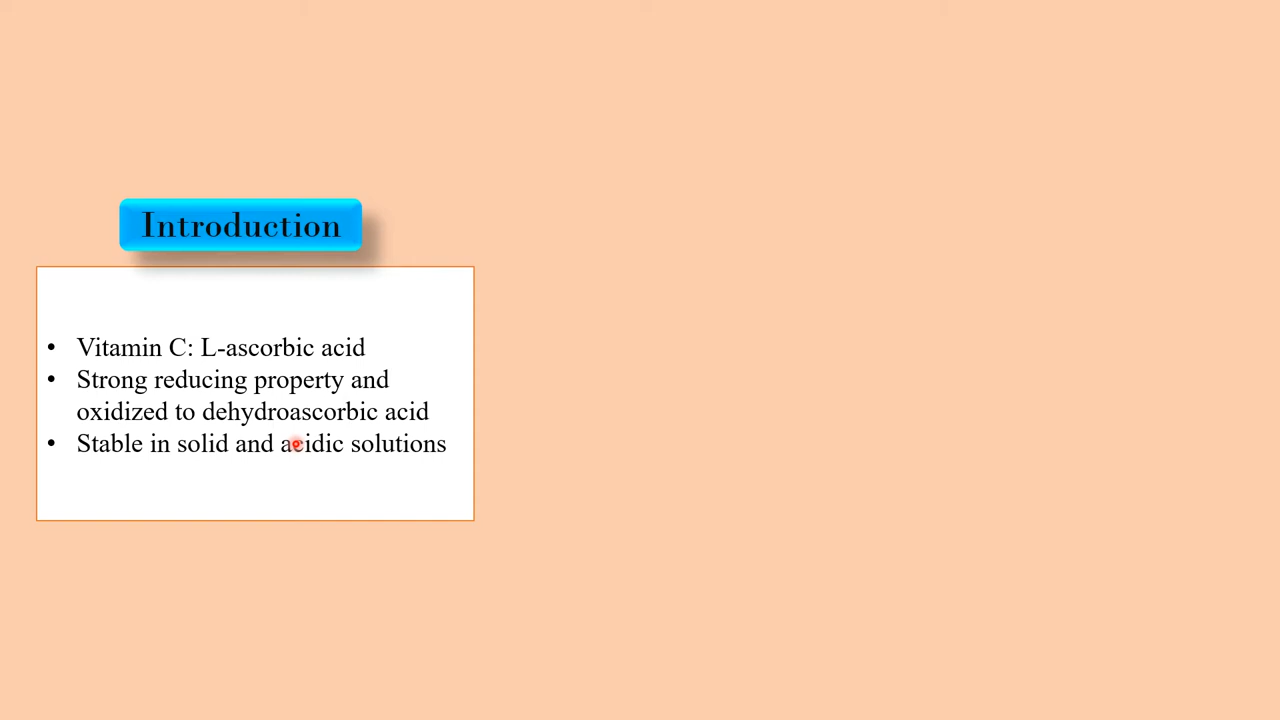 Introduction
• Vitamin C: L-ascorbic acid
• Strong reducing property and
oxidized to dehydroascorbic acid
• Stable in solid and acidic solutions